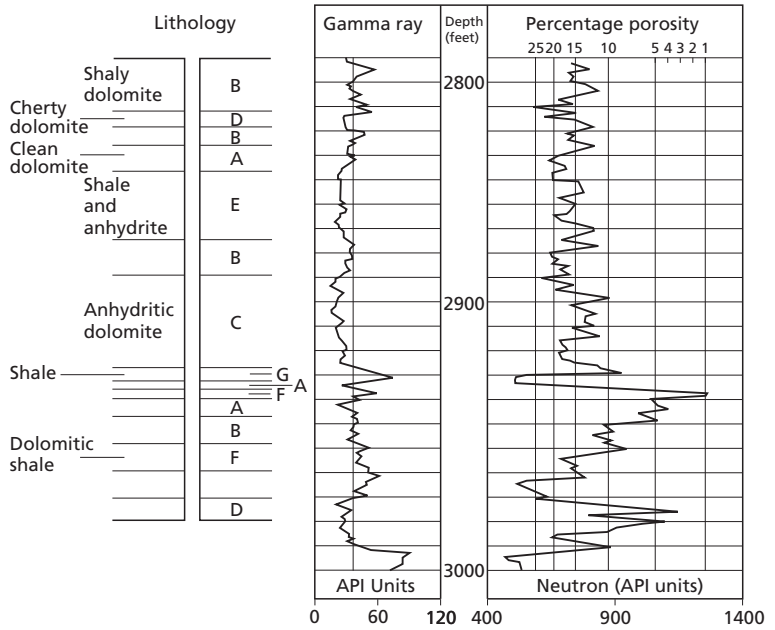 Lithology
Gamma ray
Depth
(feet)
Percentage porosity
25 20 15 10 5 4 3 2 1
Shaly
dolomite
B
2800
Cherty
dolomite
D
B
Clean
dolomite
A
Shale
and
anhydrite
E
B
2900
Anhydritic
dolomite
C
Shale
G
A
F
A
B
Dolomitic
shale
F
D
3000
API Units
Neutron (API units)
0 60 120 400 900 1400